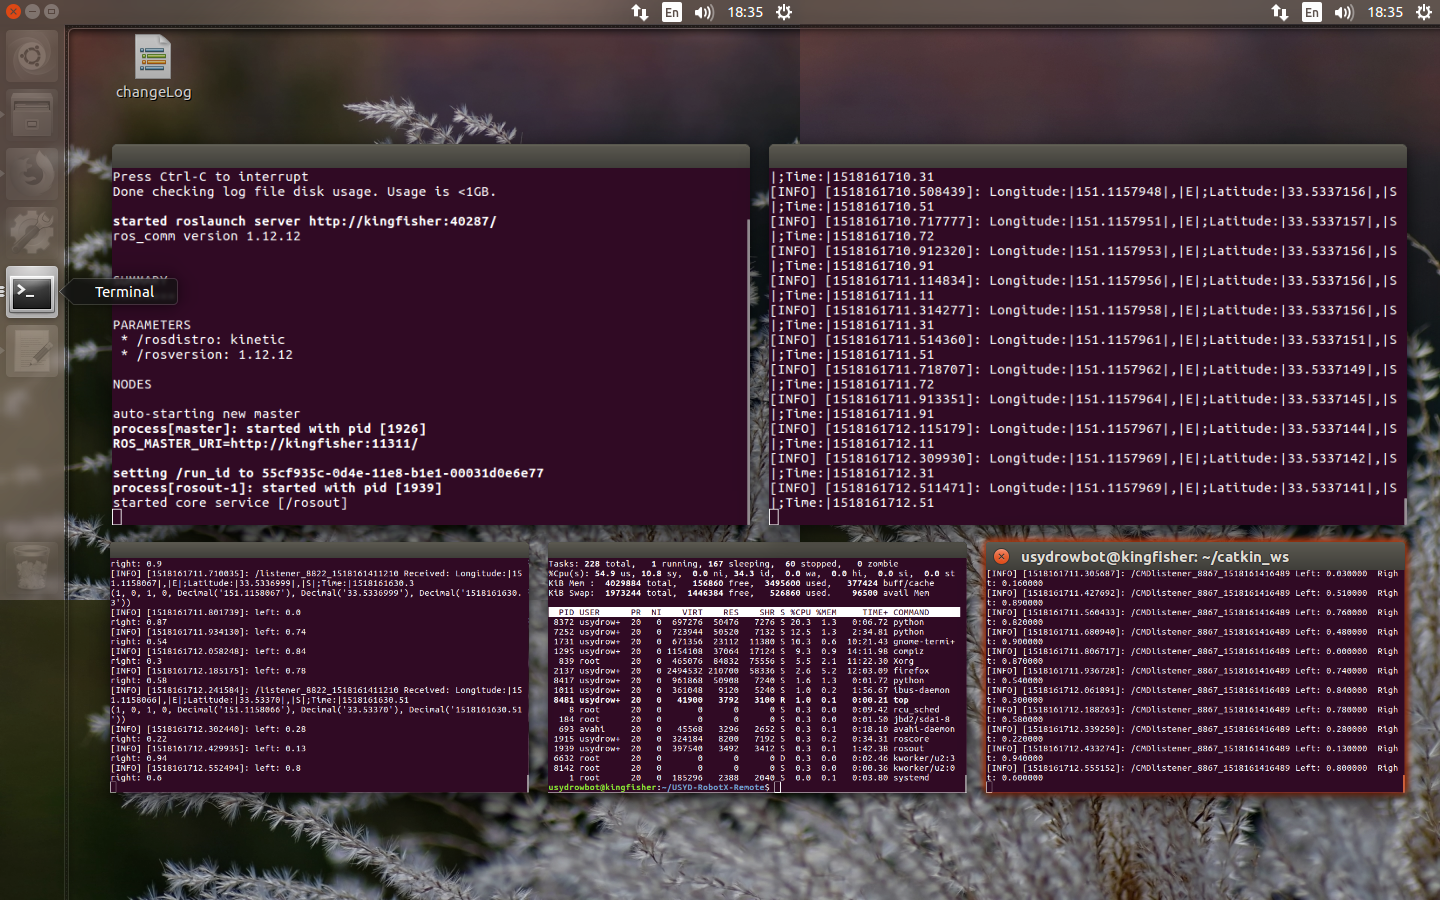 En 18:35
En 18:35
changeLog
Terminal
Press Ctrl-C to interrupt
Done checking log file disk usage. Usage is <1GB.
started roslaunch server http://kingfisher:40287/
ros_comm version 1.12.12
SUMMARY
PARAMETERS
* /rosdistro: kinetic
* /rosversion: 1.12.12
NODES
auto-starting new master
process[master]: started with pid [1926]
ROS_MASTER_URI=http://kingfisher:11311/
setting /run_id to 55cf935c-0d4e-11e8-b1e1-00031d0e6e77
process[rosout-1]: started with pid [1939]
started core service [/rosout]
|;Time:|1518161710.31
[INFO] [1518161710.508439]: Longitude:|151.1157948|,|E|;Latitude:|33.5337156|,|S
|;Time:|1518161710.51
[INFO] [1518161710.717777]: Longitude:|151.1157951|,|E|;Latitude:|33.5337157|,|S
|;Time:|1518161710.72
[INFO] [1518161710.912320]: Longitude:|151.1157953|,|E|;Latitude:|33.5337156|,|S
|;Time:|1518161710.91
[INFO] [1518161711.114834]: Longitude:|151.1157956|,|E|;Latitude:|33.5337156|,|S
|;Time:|1518161711.11
[INFO] [1518161711.314277]: Longitude:|151.1157958|,|E|;Latitude:|33.5337156|,|S
|;Time:|1518161711.31
[INFO] [1518161711.514360]: Longitude:|151.1157961|,|E|;Latitude:|33.5337151|,|S
|;Time:|1518161711.51
[INFO] [1518161711.718707]: Longitude:|151.1157962|,|E|;Latitude:|33.5337149|,|S
|;Time:|1518161711.72
[INFO] [1518161711.913351]: Longitude:|151.1157964|,|E|;Latitude:|33.5337145|,|S
|;Time:|1518161711.91
[INFO] [1518161712.115179]: Longitude:|151.1157967|,|E|;Latitude:|33.5337144|,|S
|;Time:|1518161712.11
[INFO] [1518161712.309930]: Longitude:|151.1157969|,|E|;Latitude:|33.5337142|,|S
|;Time:|1518161712.31
[INFO] [1518161712.511471]: Longitude:|151.1157969|,|E|;Latitude:|33.5337141|,|S
|;Time:|1518161712.51
right: 0.9
[INFO] [1518161711.710035]: /listener_8822_1518161411210 Received: Longitude:|15
1.1158067|,|E|;Latitude:|33.5336999|,|S|;Time:|1518161630.3
(1, 0, 1, 0, Decimal('151.1158067'), Decimal('33.5336999'), Decimal('1518161630.
3'))
[INFO] [1518161711.801739]: left: 0.0
right: 0.87
[INFO] [1518161711.934130]: left: 0.74
right: 0.54
[INFO] [1518161712.058248]: left: 0.84
right: 0.3
[INFO] [1518161712.185175]: left: 0.78
right: 0.58
[INFO] [1518161712.241584]: /listener_8822_1518161411210 Received: Longitude:|15
1.1158066|,|E|;Latitude:|33.53370|,|S|;Time:|1518161630.51
(1, 0, 1, 0, Decimal('151.1158066'), Decimal('33.53370'), Decimal('1518161630.51
'))
[INFO] [1518161712.302440]: left: 0.28
right: 0.22
[INFO] [1518161712.429935]: left: 0.13
right: 0.94
[INFO] [1518161712.552494]: left: 0.8
right: 0.6
Tasks: 228 total, 1 running, 167 sleeping, 60 stopped, 0 zombie
%Cpu(s): 54.9 us, 10.8 sy, 0.0 ni, 34.3 id, 0.0 wa, 0.0 hi, 0.0 si, 0.0 st
KiB Mem : 4029884 total, 156860 free, 3495600 used, 377424 buff/cache
KiB Swap: 1973244 total, 1446384 free, 526860 used. 96500 avail Mem
PID USER PR NI VIRT RES SHR S %CPU %MEM TIME+ COMMAND
8372 usydrow+ 20 0 697276 50476 7276 S 20.3 1.3 0:06.72 python
7252 usydrow+ 20 0 723944 50520 7132 S 12.5 1.3 2:34.81 python
1731 usydrow+ 20 0 671356 23112 11380 S 10.3 0.6 10:21.43 gnome-termi+
1295 usydrow+ 20 0 1154108 37064 17124 S 9.3 0.9 14:11.98 compiz
839 root 20 0 465076 84832 75556 S 5.5 2.1 11:22.30 Xorg
2137 usydrow+ 20 0 2494532 210700 58336 S 2.6 5.2 12:03.09 firefox
8417 usydrow+ 20 0 961868 50908 7240 S 1.6 1.3 0:01.72 python
1011 usydrow+ 20 0 361048 9120 5240 S 1.0 0.2 1:56.67 ibus-daemon
8481 usydrow+ 20 0 41900 3792 3100 R 1.0 0.1 0:00.21 top
8 root 20 0 0 0 0 S 0.3 0.0 0:09.42 rcu_sched
184 root 20 0 0 0 0 S 0.3 0.0 0:01.50 jbd2/sda1-8
693 avahi 20 0 45568 3296 2652 S 0.3 0.1 0:18.10 avahi-daemon
1915 usydrow+ 20 0 324184 8200 7192 S 0.3 0.2 0:34.31 roscore
1939 usydrow+ 20 0 397540 3492 3412 S 0.3 0.1 1:42.38 rosout
6632 root 20 0 0 0 0 D 0.3 0.0 0:02.46 kworker/u2:3
8142 root 20 0 0 0 0 S 0.3 0.0 0:00.36 kworker/u2:0
1 root 20 0 185296 2388 2040 S 0.0 0.1 0:03.80 systemd
usydrowbot@kingfisher:~/USYD-RobotX-Remote$
usydrowbot@kingfisher: ~/catkin_ws
[INFO] [1518161711.305687]: /CMDlistener_8867_1518161416489 Left: 0.030000 Righ
t: 0.160000
[INFO] [1518161711.427692]: /CMDlistener_8867_1518161416489 Left: 0.510000 Righ
t: 0.890000
[INFO] [1518161711.560433]: /CMDlistener_8867_1518161416489 Left: 0.760000 Righ
t: 0.820000
[INFO] [1518161711.680940]: /CMDlistener_8867_1518161416489 Left: 0.480000 Righ
t: 0.900000
[INFO] [1518161711.806717]: /CMDlistener_8867_1518161416489 Left: 0.000000 Righ
t: 0.870000
[INFO] [1518161711.936728]: /CMDlistener_8867_1518161416489 Left: 0.740000 Righ
t: 0.540000
[INFO] [1518161712.061891]: /CMDlistener_8867_1518161416489 Left: 0.840000 Righ
t: 0.300000
[INFO] [1518161712.188263]: /CMDlistener_8867_1518161416489 Left: 0.780000 Righ
t: 0.580000
[INFO] [1518161712.339250]: /CMDlistener_8867_1518161416489 Left: 0.280000 Righ
t: 0.220000
[INFO] [1518161712.433274]: /CMDlistener_8867_1518161416489 Left: 0.130000 Righ
t: 0.940000
[INFO] [1518161712.555152]: /CMDlistener_8867_1518161416489 Left: 0.800000 Righ
t: 0.600000